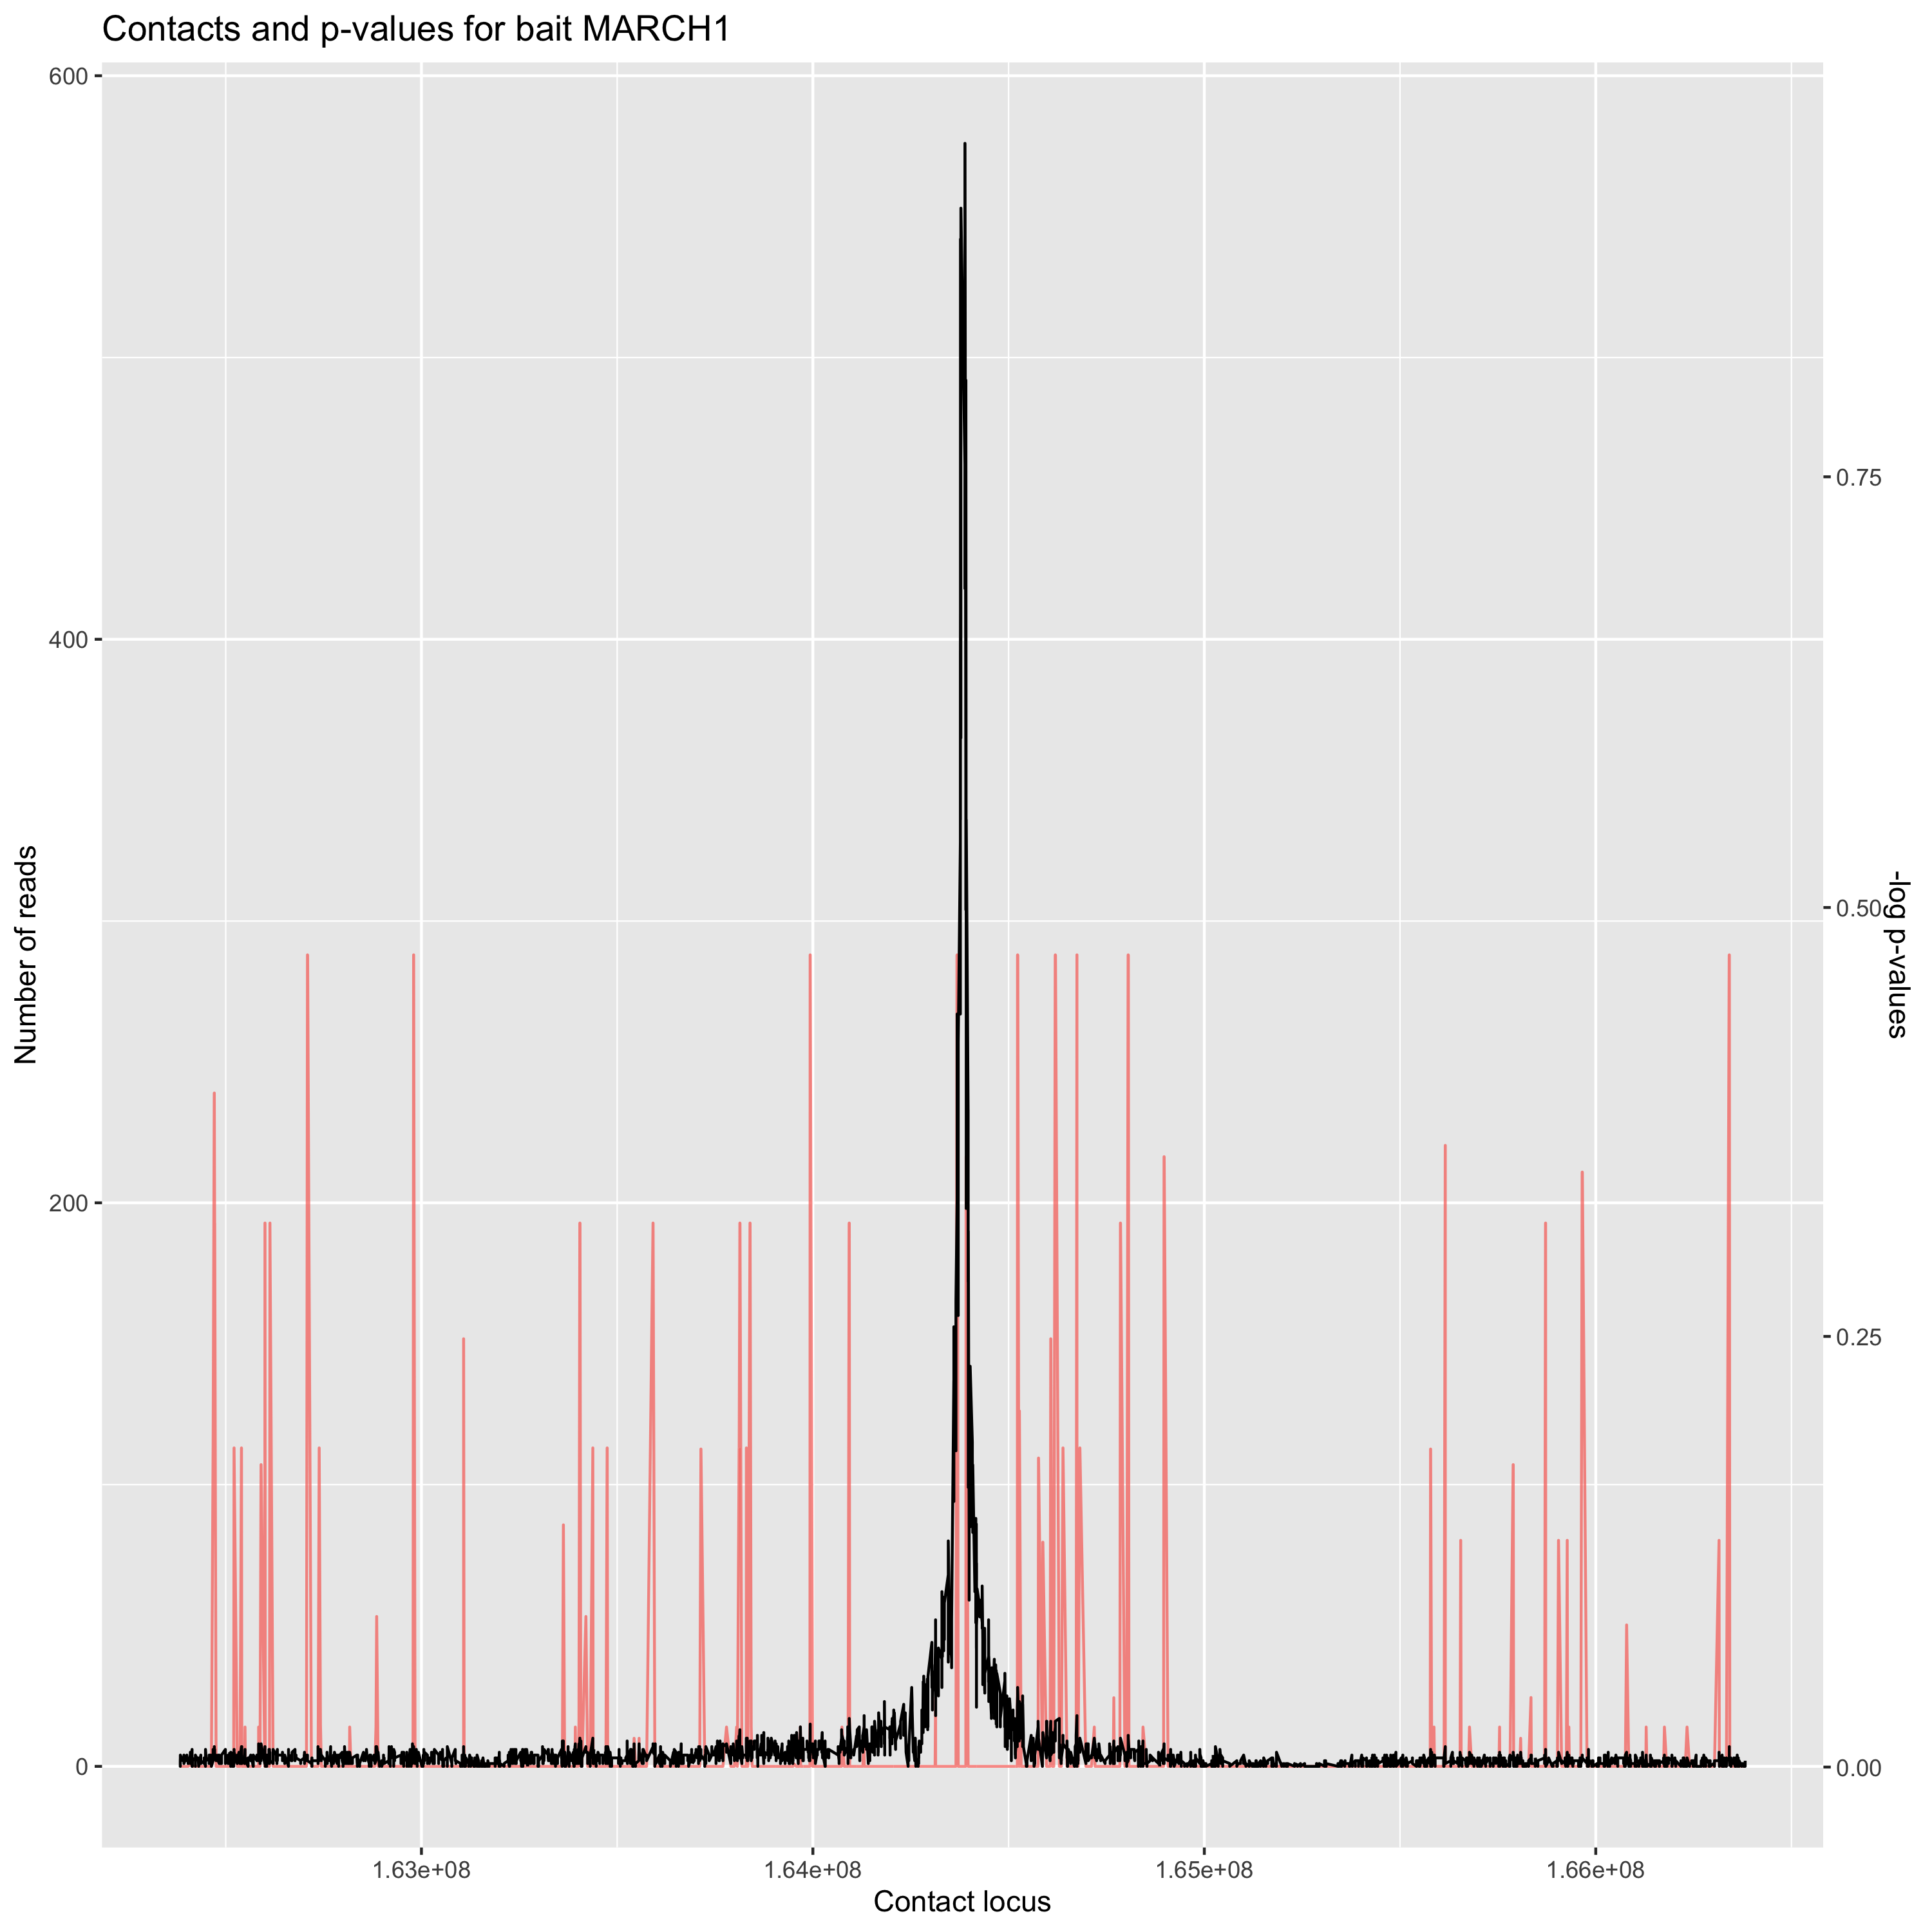 Contacts and p-values for bait MARCH1
600
400
200
0
Number of reads
0.75
0.50
0.25
0.00
-log p-values
1.63e+08
1.64e+08
1.65e+08
1.66e+08
Contact locus